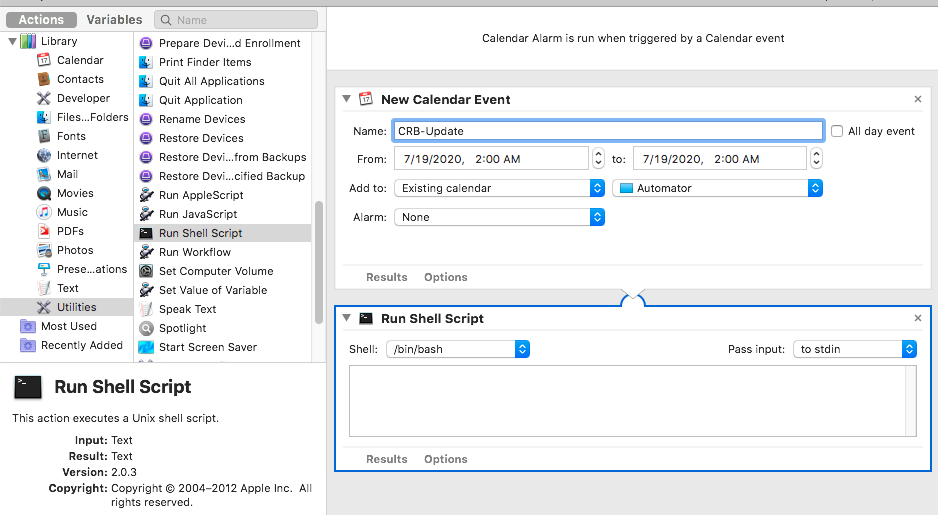 Actions Variables Name
Library
Calendar
Contacts
Developer
Files...Folders
Fonts
Internet
Mail
Movies
Music
PDFs
Photos
Prese...ations
Text
Utilities
Most Used
Recently Added
Prepare Devi...d Enrollment
Print Finder Items
Quit All Applications
Quit Application
Rename Devices
Restore Devices
Restore Devi...from Backups
Restore Devi...cified Backup
Run AppleScript
Run JavaScript
Run Shell Script
Run Workflow
Set Computer Volume
Set Value of Variable
Speak Text
Spotlight
Start Screen Saver
Run Shell Script
This action executes a Unix shell script.
Input: Text
Result: Text
Version: 2.0.3
Copyright: Copyright © 2004–2012 Apple Inc. All
rights reserved.
Calendar Alarm is run when triggered by a Calendar event
New Calendar Event
Name: CRB-Update All day event
From: 7/19/2020, 2:00 AM to: 7/19/2020, 2:00 AM
Add to: Existing calendar Automator
Alarm: None
Results Options
Run Shell Script
Shell: /bin/bash Pass input: to stdin
Results Options